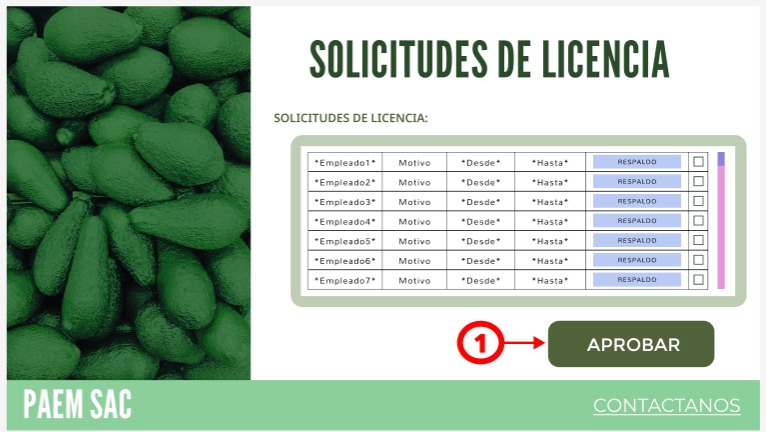 SOLICITUDES DE LICENCIA
SOLICITUDES DE LICENCIA:
*Empleado1* Motivo *Desde* *Hasta* RESPALDO
*Empleado2* Motivo *Desde* *Hasta* RESPALDO
*Empleado3* Motivo *Desde* *Hasta* RESPALDO
*Empleado4* Motivo *Desde* *Hasta* RESPALDO
*Empleado5* Motivo *Desde* *Hasta* RESPALDO
*Empleado6* Motivo *Desde* *Hasta* RESPALDO
*Empleado7* Motivo *Desde* *Hasta* RESPALDO
1 APROBAR
PAEM SAC CONTACTANOS